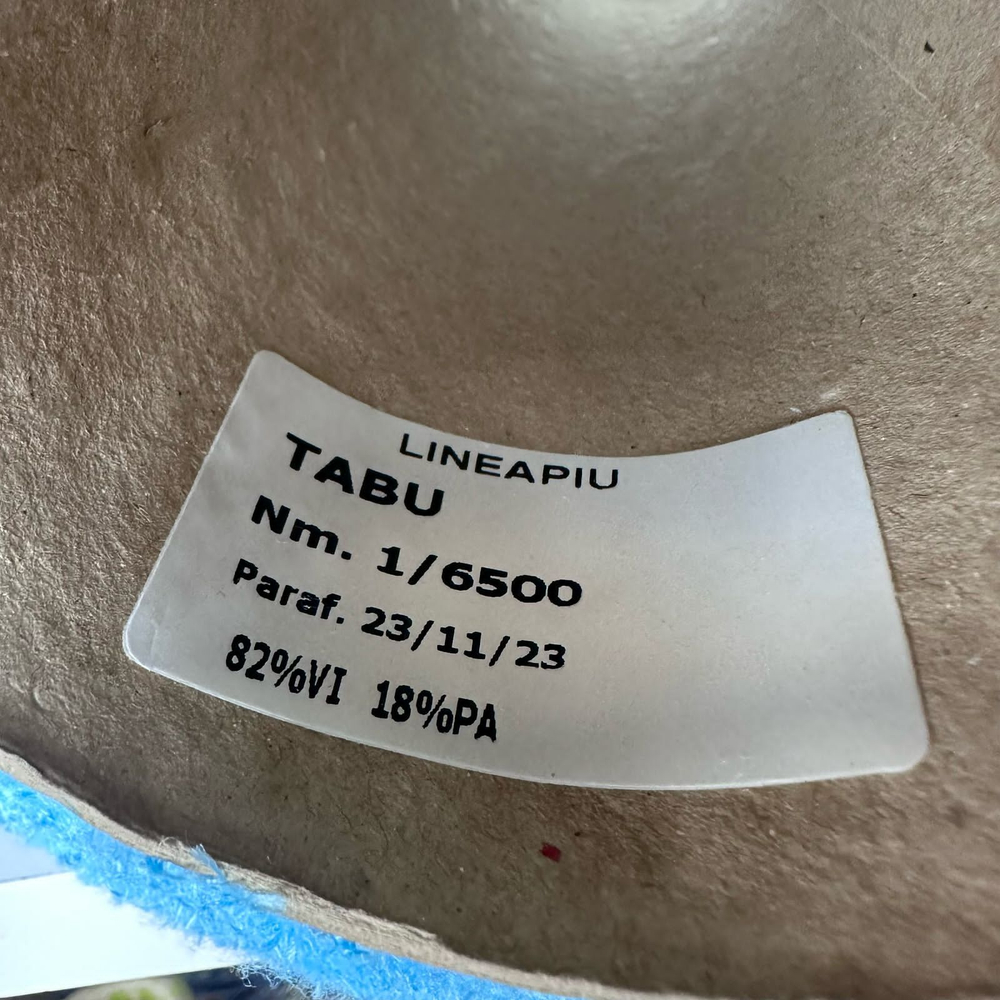 LINEAPIU
TABU
Nm. 1/6500
Paraf. 23/11/23
82%VI 18%PA